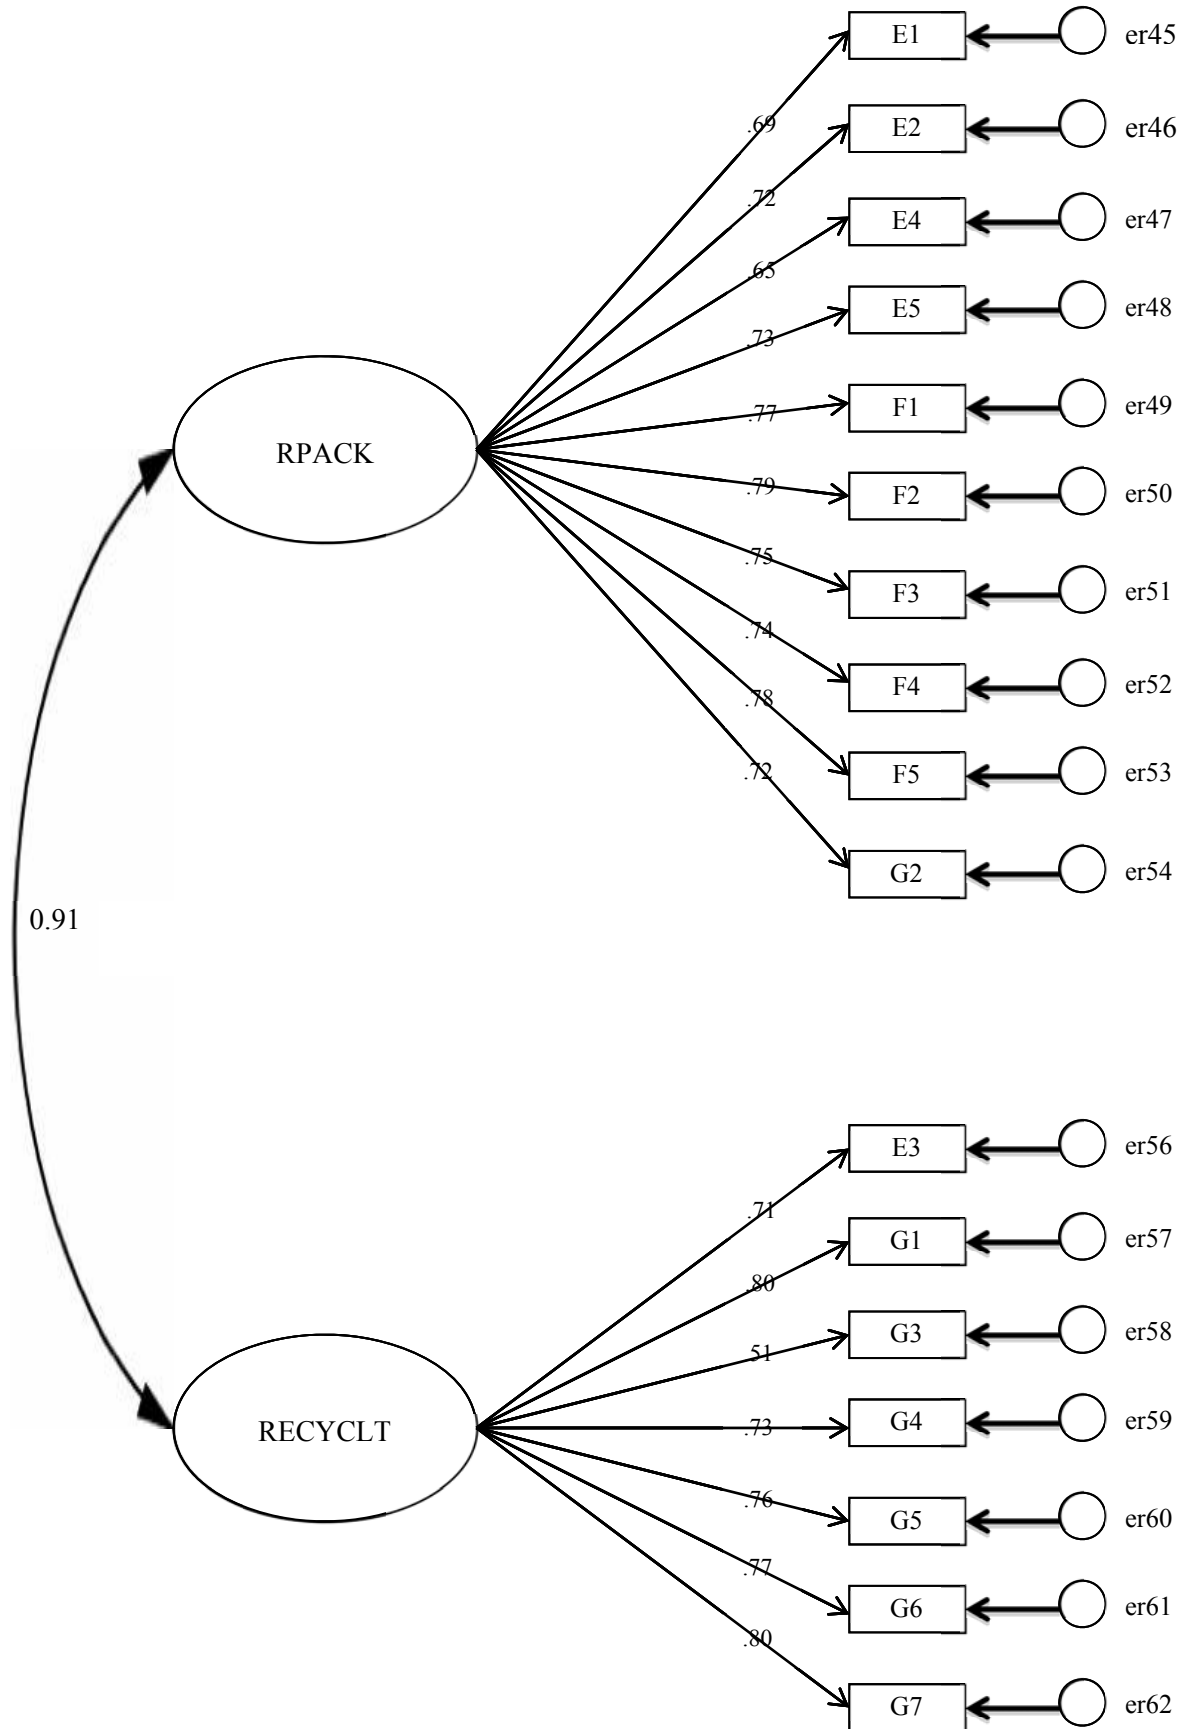 E1 er45
.69 E2 er46
.72 E4 er47
.65 E5 er48
.73
F1 er49
.77
RPACK
.79 F2 er50
.75 F3 er51
.74 F4 er52
.78 F5 er53
.72
G2 er54
0.91
E3 er56
.71 G1 er57
.80
G3 er58
.51
RECYCLT .73 G4 er59
.76 G5 er60
.77 G6 er61
.80 G7 er62